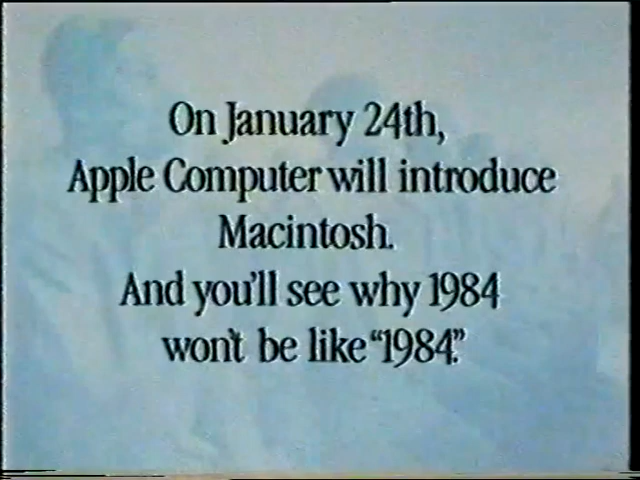 On January 24th,
Apple Computer will introduce
Macintosh.
And you'll see why 1984
won't be like "1984."